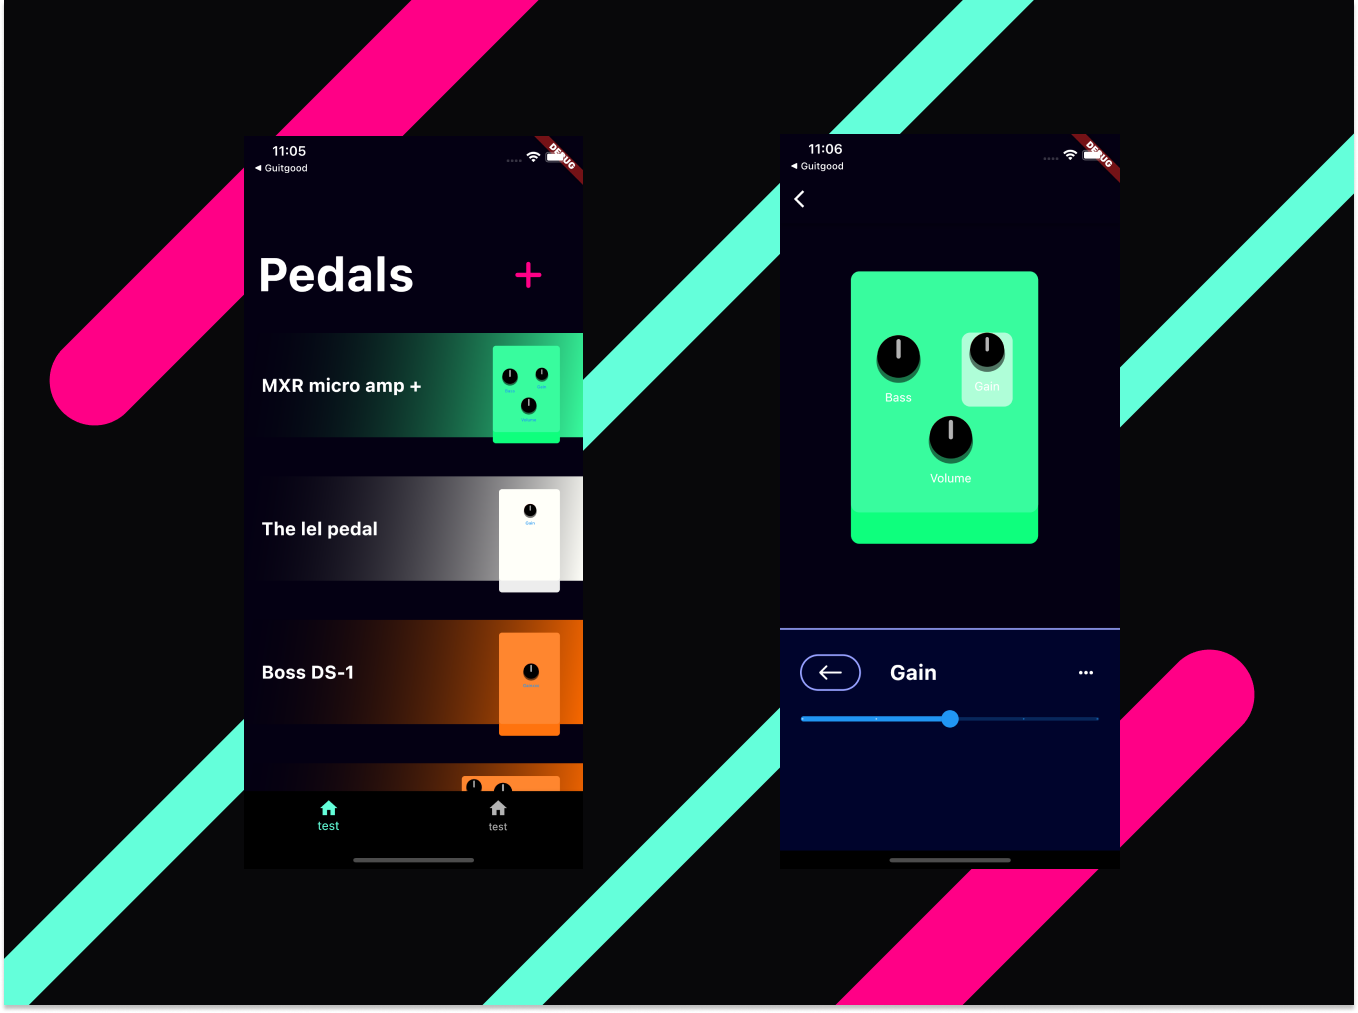 11:05
DEBUG
◀ Guitgood
Pedals
MXR micro amp +
Bass
Gain
Volume
The lel pedal
Gain
Boss DS-1
test
test
11:06
DEBUG
◀ Guitgood
Bass
Gain
Volume
Gain